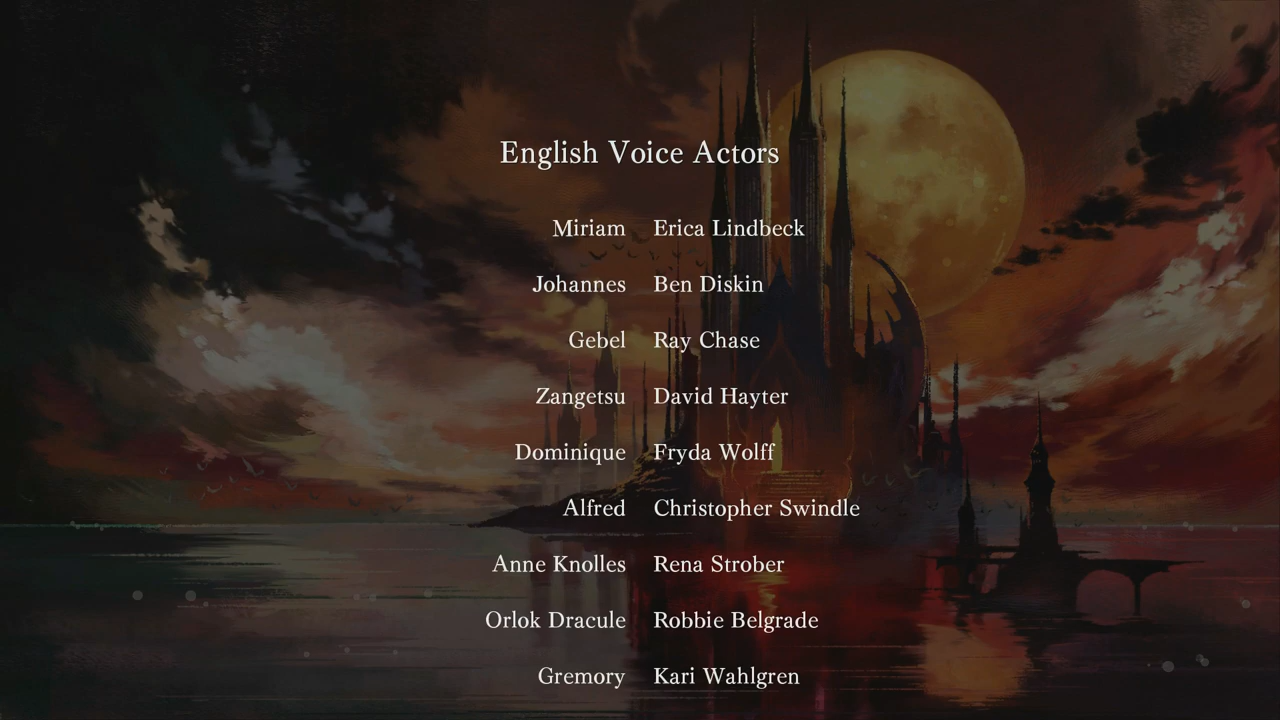 English Voice Actors
Miriam Erica Lindbeck
Johannes Ben Diskin
Gebel Ray Chase
Zangetsu David Hayter
Dominique Fryda Wolff
Alfred Christopher Swindle
Anne Knolles Rena Strober
Orlok Dracule Robbie Belgrade
Gremory Kari Wahlgren